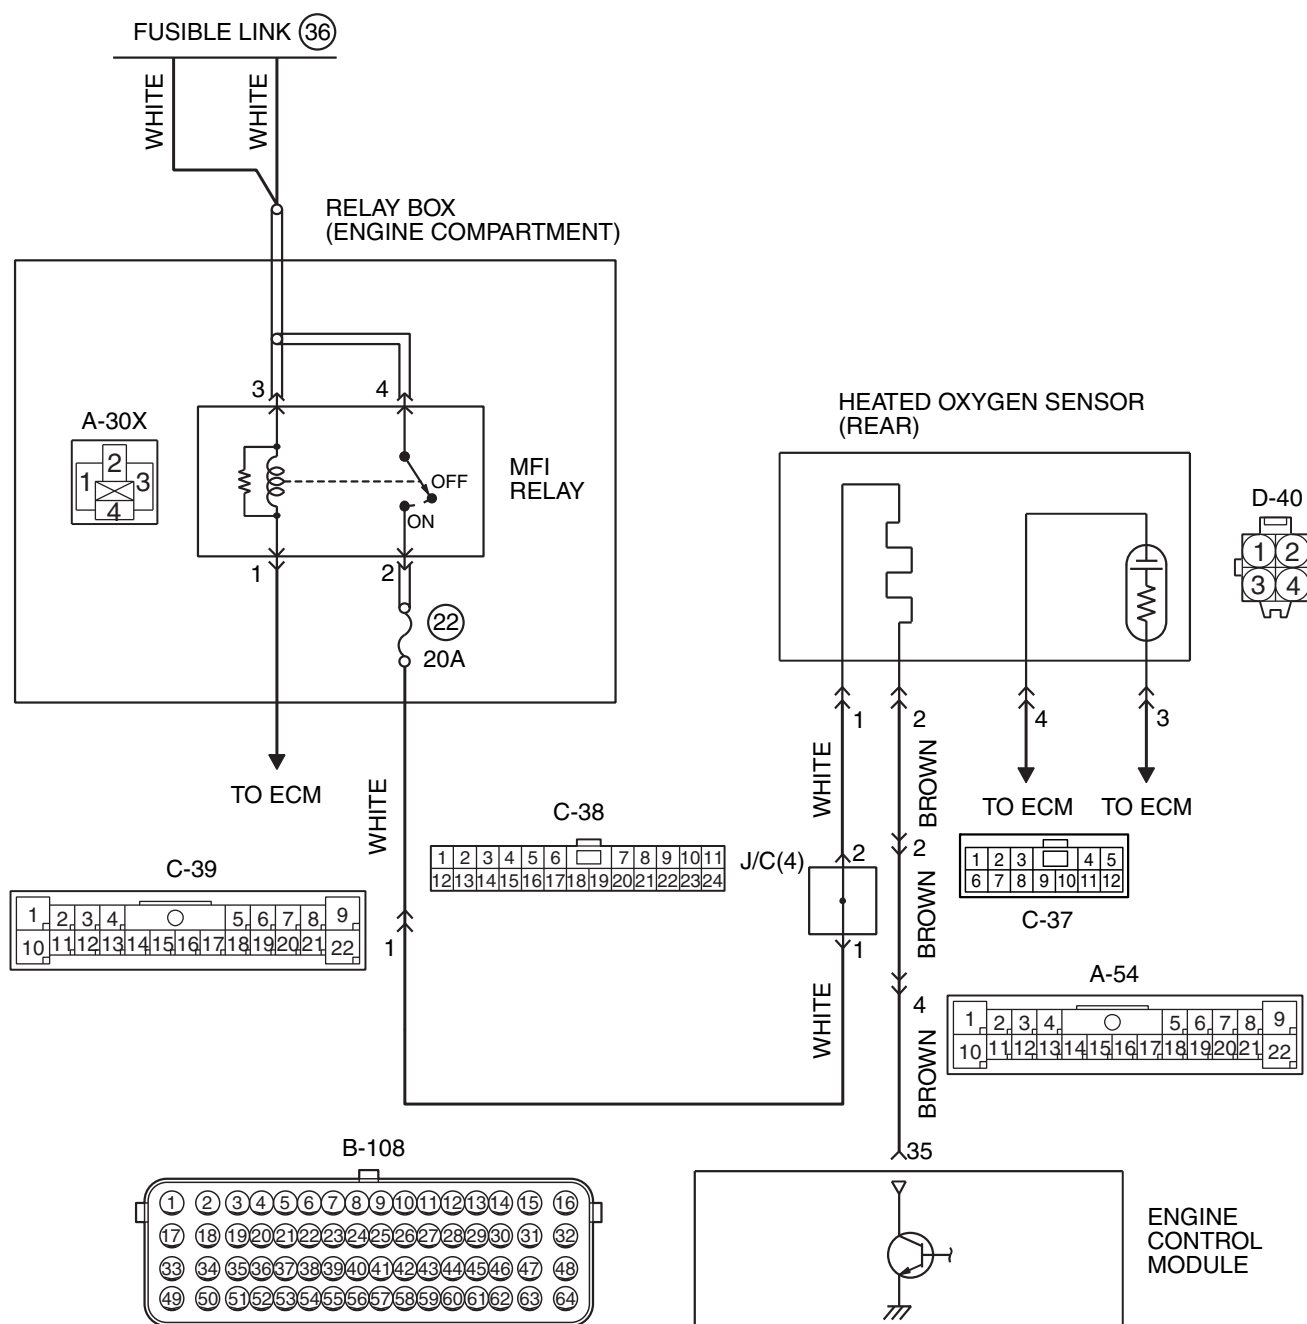 FUSIBLE LINK 36
WHITE
WHITE
RELAY BOX
(ENGINE COMPARTMENT)
3
4
A-30X
2
1
3
4
MFI
RELAY
OFF
ON
1
2
22
20A
TO ECM
WHITE
1
HEATED OXYGEN SENSOR
(REAR)
D-40
1 2
3 4
1
2
4
3
WHITE
BROWN
TO ECM
TO ECM
C-38
1 2 3 4 5 6 7 8 9 10 11
12 13 14 15 16 17 18 19 20 21 22 23 24
J/C(4)
2
1
2
BROWN
C-37
1 2 3 4 5
6 7 8 9 10 11 12
C-39
1 2 3 4 5 6 7 8 9
10 11 12 13 14 15 16 17 18 19 20 21 22
WHITE
4
BROWN
A-54
1 2 3 4 5 6 7 8 9
10 11 12 13 14 15 16 17 18 19 20 21 22
35
B-108
1 2 3 4 5 6 7 8 9 10 11 12 13 14 15 16
17 18 19 20 21 22 23 24 25 26 27 28 29 30 31 32
33 34 35 36 37 38 39 40 41 42 43 44 45 46 47 48
49 50 51 52 53 54 55 56 57 58 59 60 61 62 63 64
ENGINE
CONTROL
MODULE